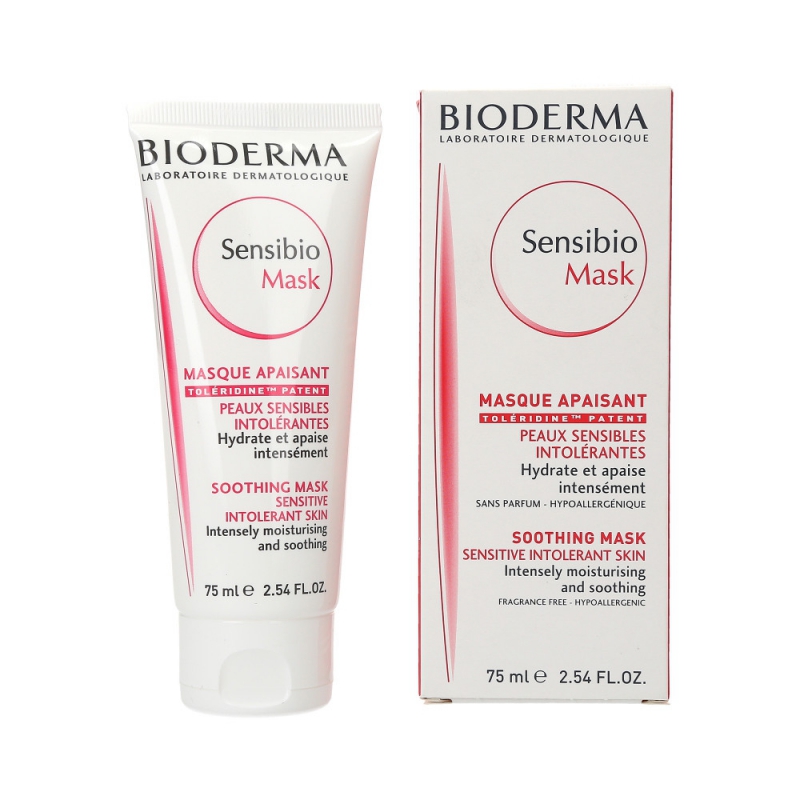 BIODERMA
LABORATOIRE DERMATOLOGIQUE
Sensibio
Mask
MASQUE APAISANT
TOLÉRIDINE™ PATENT
PEAUX SENSIBLES
INTOLÉRANTES
Hydrate et apaise
intensément
SOOTHING MASK
SENSITIVE
INTOLERANT SKIN
Intensely moisturising
and soothing
75 ml e 2.54 FL.OZ.
BIODERMA
LABORATOIRE DERMATOLOGIQUE
Sensibio
Mask
MASQUE APAISANT
TOLÉRIDINE™ PATENT
PEAUX SENSIBLES
INTOLÉRANTES
Hydrate et apaise
intensément
SANS PARFUM - HYPOALLERGÉNIQUE
SOOTHING MASK
SENSITIVE INTOLERANT SKIN
Intensely moisturising
and soothing
FRAGRANCE FREE - HYPOALLERGENIC
75 ml e 2.54 FL.OZ.